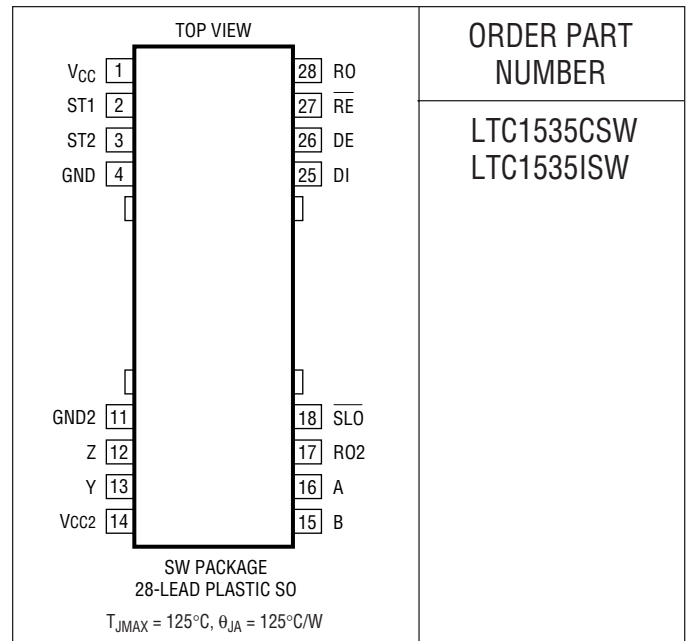 TOP VIEW
VCC 1
ST1 2
ST2 3
GND 4
28 RO
27 R̅E̅
26 DE
25 DI
GND2 11
Z 12
Y 13
VCC2 14
18 S̅L̅O̅
17 RO2
16 A
15 B
SW PACKAGE
28-LEAD PLASTIC SO
TJMAX = 125°C, θJA = 125°C/W
ORDER PART
NUMBER
LTC1535CSW
LTC1535ISW